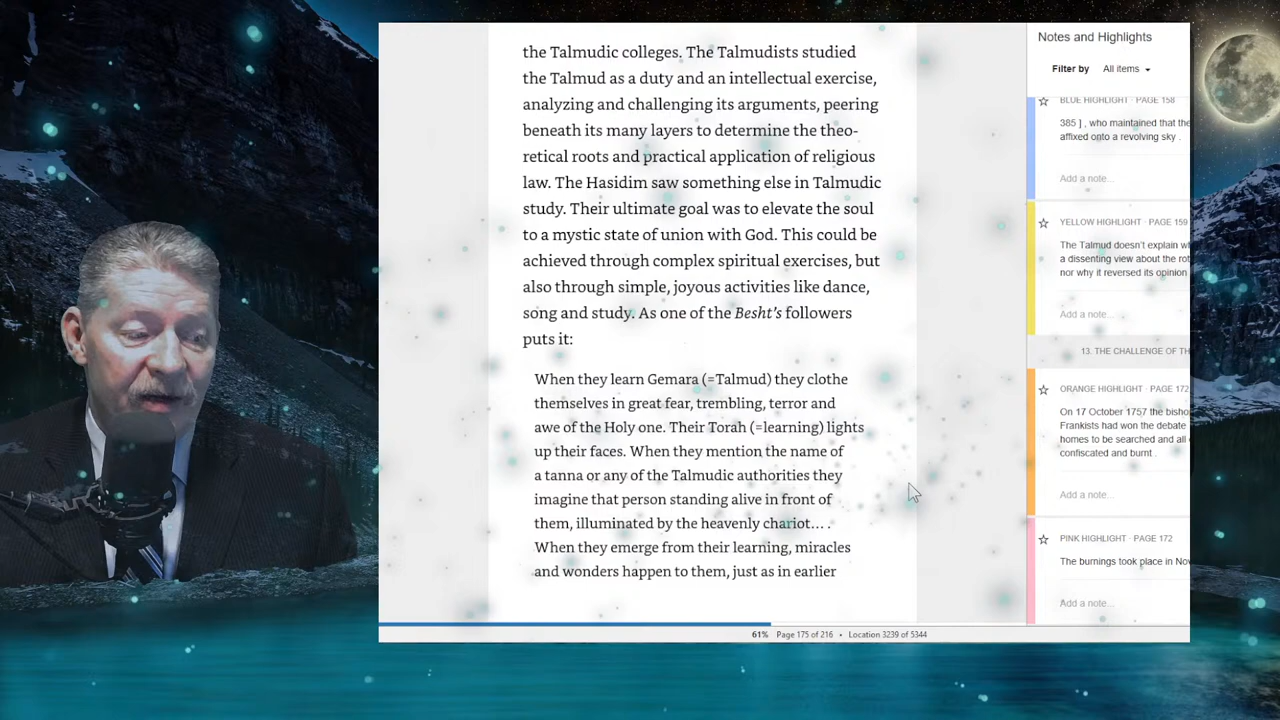 the Talmudic colleges. The Talmudists studied
the Talmud as a duty and an intellectual exercise,
analyzing and challenging its arguments, peering
beneath its many layers to determine the theo-
retical roots and practical application of religious
law. The Hasidim saw something else in Talmudic
study. Their ultimate goal was to elevate the soul
to a mystic state of union with God. This could be
achieved through complex spiritual exercises, but
also through simple, joyous activities like dance,
song and study. As one of the Besht's followers
puts it:
When they learn Gemara (=Talmud) they clothe
themselves in great fear, trembling, terror and
awe of the Holy one. Their Torah (=learning) lights
up their faces. When they mention the name of
a tanna or any of the Talmudic authorities they
imagine that person standing alive in front of
them, illuminated by the heavenly chariot… .
When they emerge from their learning, miracles
and wonders happen to them, just as in earlier
61% Page 175 of 216 • Location 3239 of 5344
Notes and Highlights
Filter by All items
BLUE HIGHLIGHT · PAGE 158
385 ] , who maintained that the
affixed onto a revolving sky .
Add a note...
YELLOW HIGHLIGHT · PAGE 159
The Talmud doesn't explain
a dissenting view about the
nor why it reversed its opinion
Add a note...
13. THE CHALLENGE OF
ORANGE HIGHLIGHT · PAGE 172
On 17 October 1757 the
Frankists had won the debate
homes to be searched and all
confiscated and burnt .
Add a note...
PINK HIGHLIGHT · PAGE 172
The burnings took place in
Add a note...